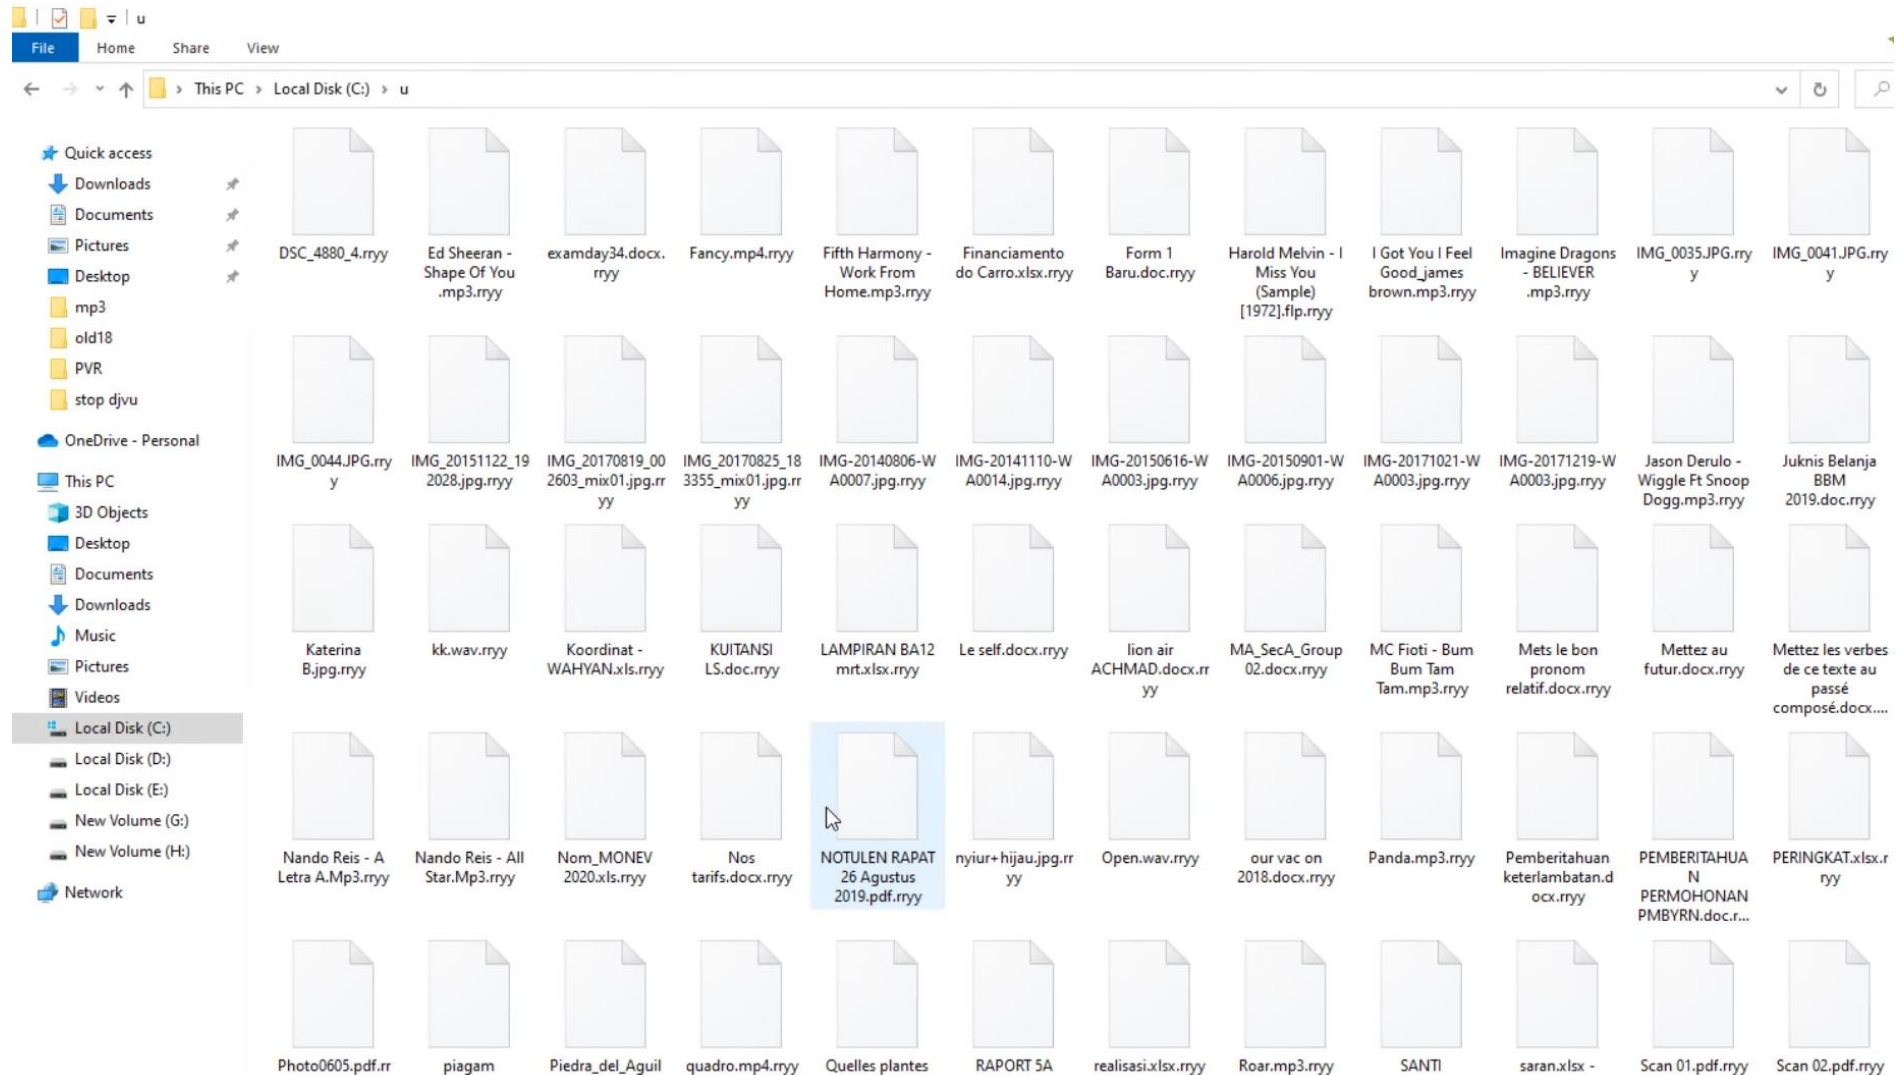 u
File Home Share View
This PC > Local Disk (C:) > u
Quick access
Downloads
Documents
Pictures
Desktop
mp3
old18
PVR
stop djvu
OneDrive - Personal
This PC
3D Objects
Desktop
Documents
Downloads
Music
Pictures
Videos
Local Disk (C:)
Local Disk (D:)
Local Disk (E:)
New Volume (G:)
New Volume (H:)
Network
DSC_4880_4.rryy
Ed Sheeran -
Shape Of You
.mp3.rryy
examday34.docx.
rryy
Fancy.mp4.rryy
Fifth Harmony -
Work From
Home.mp3.rryy
Financiamento
do Carro.xlsx.rryy
Form 1
Baru.doc.rryy
Harold Melvin - I
Miss You
(Sample)
[1972].flp.rryy
I Got You I Feel
Good_james
brown.mp3.rryy
Imagine Dragons
- BELIEVER
.mp3.rryy
IMG_0035.JPG.rry
y
IMG_0041.JPG.rry
y
IMG_0044.JPG.rry
y
IMG_20151122_19
2028.jpg.rryy
IMG_20170819_00
2603_mix01.jpg.rr
yy
IMG_20170825_18
3355_mix01.jpg.rr
yy
IMG-20140806-W
A0007.jpg.rryy
IMG-20141110-W
A0014.jpg.rryy
IMG-20150616-W
A0003.jpg.rryy
IMG-20150901-W
A0006.jpg.rryy
IMG-20171021-W
A0003.jpg.rryy
IMG-20171219-W
A0003.jpg.rryy
Jason Derulo -
Wiggle Ft Snoop
Dogg.mp3.rryy
Juknis Belanja
BBM
2019.doc.rryy
Katerina
B.jpg.rryy
kk.wav.rryy
Koordinat -
WAHYAN.xls.rryy
KUITANSI
LS.doc.rryy
LAMPIRAN BA12
mrt.xlsx.rryy
Le self.docx.rryy
lion air
ACHMAD.docx.rr
yy
MA_SecA_Group
02.docx.rryy
MC Fioti - Bum
Bum Tam
Tam.mp3.rryy
Mets le bon
pronom
relatif.docx.rryy
Mettez au
futur.docx.rryy
Mettez les verbes
de ce texte au
passé
composé.docx....
Nando Reis - A
Letra A.Mp3.rryy
Nando Reis - All
Star.Mp3.rryy
Nom_MONEV
2020.xls.rryy
Nos
tarifs.docx.rryy
NOTULEN RAPAT
26 Agustus
2019.pdf.rryy
nyiur+hijau.jpg.rr
yy
Open.wav.rryy
our vac on
2018.docx.rryy
Panda.mp3.rryy
Pemberitahuan
keterlambatan.d
ocx.rryy
PEMBERITAHUA
N
PERMOHONAN
PMBYRN.doc.r...
PERINGKAT.xlsx.r
ryy
Photo0605.pdf.rr
piagam
Piedra_del_Aguil
quadro.mp4.rryy
Quelles plantes
RAPORT 5A
realisasi.xlsx.rryy
Roar.mp3.rryy
SANTI
saran.xlsx -
Scan 01.pdf.rryy
Scan 02.pdf.rryy